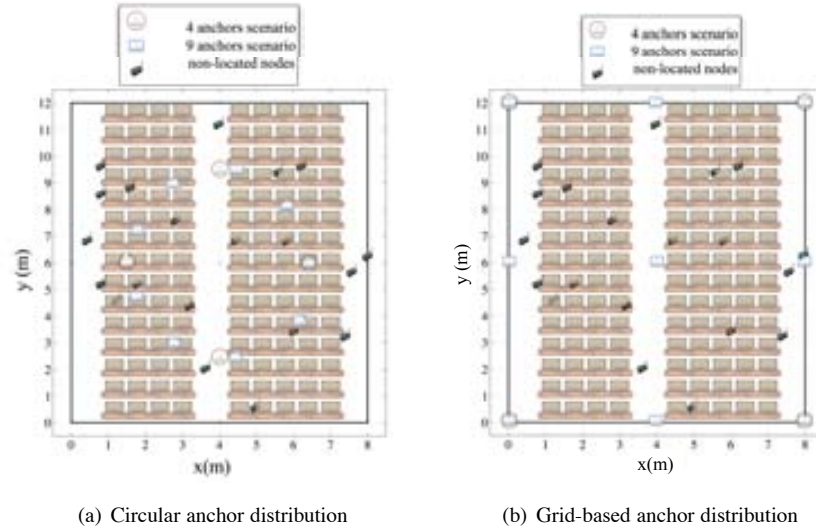 4 anchors scenario
9 anchors scenario
non-located nodes
12
11
10
9
8
7
6
5
4
3
2
1
0
y (m)
0 1 2 3 4 5 6 7 8
x(m)
(a) Circular anchor distribution
4 anchors scenario
9 anchors scenario
non-located nodes
12
11
10
9
8
7
6
5
4
3
2
1
0
y (m)
0 1 2 3 4 5 6 7 8
x(m)
(b) Grid-based anchor distribution